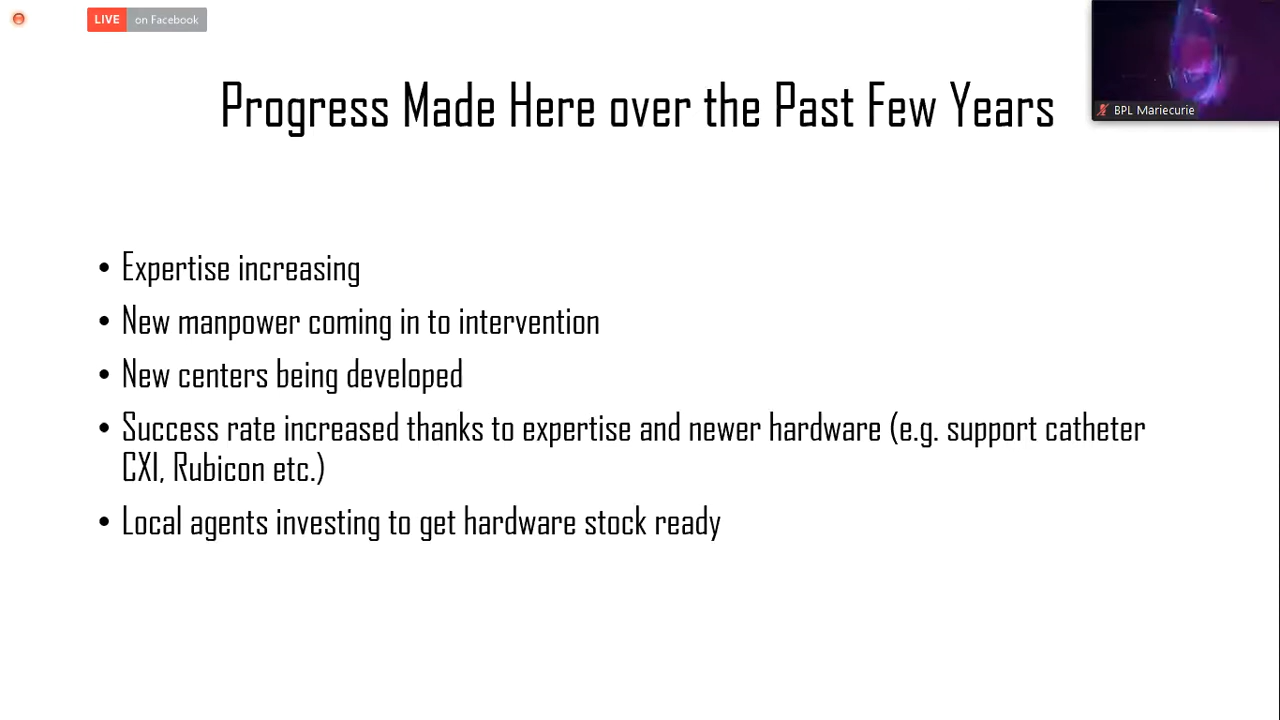 LIVE on Facebook
BPL Mariecurie
Progress Made Here over the Past Few Years
• Expertise increasing
• New manpower coming in to intervention
• New centers being developed
• Success rate increased thanks to expertise and newer hardware (e.g. support catheter
CXI, Rubicon etc.)
• Local agents investing to get hardware stock ready